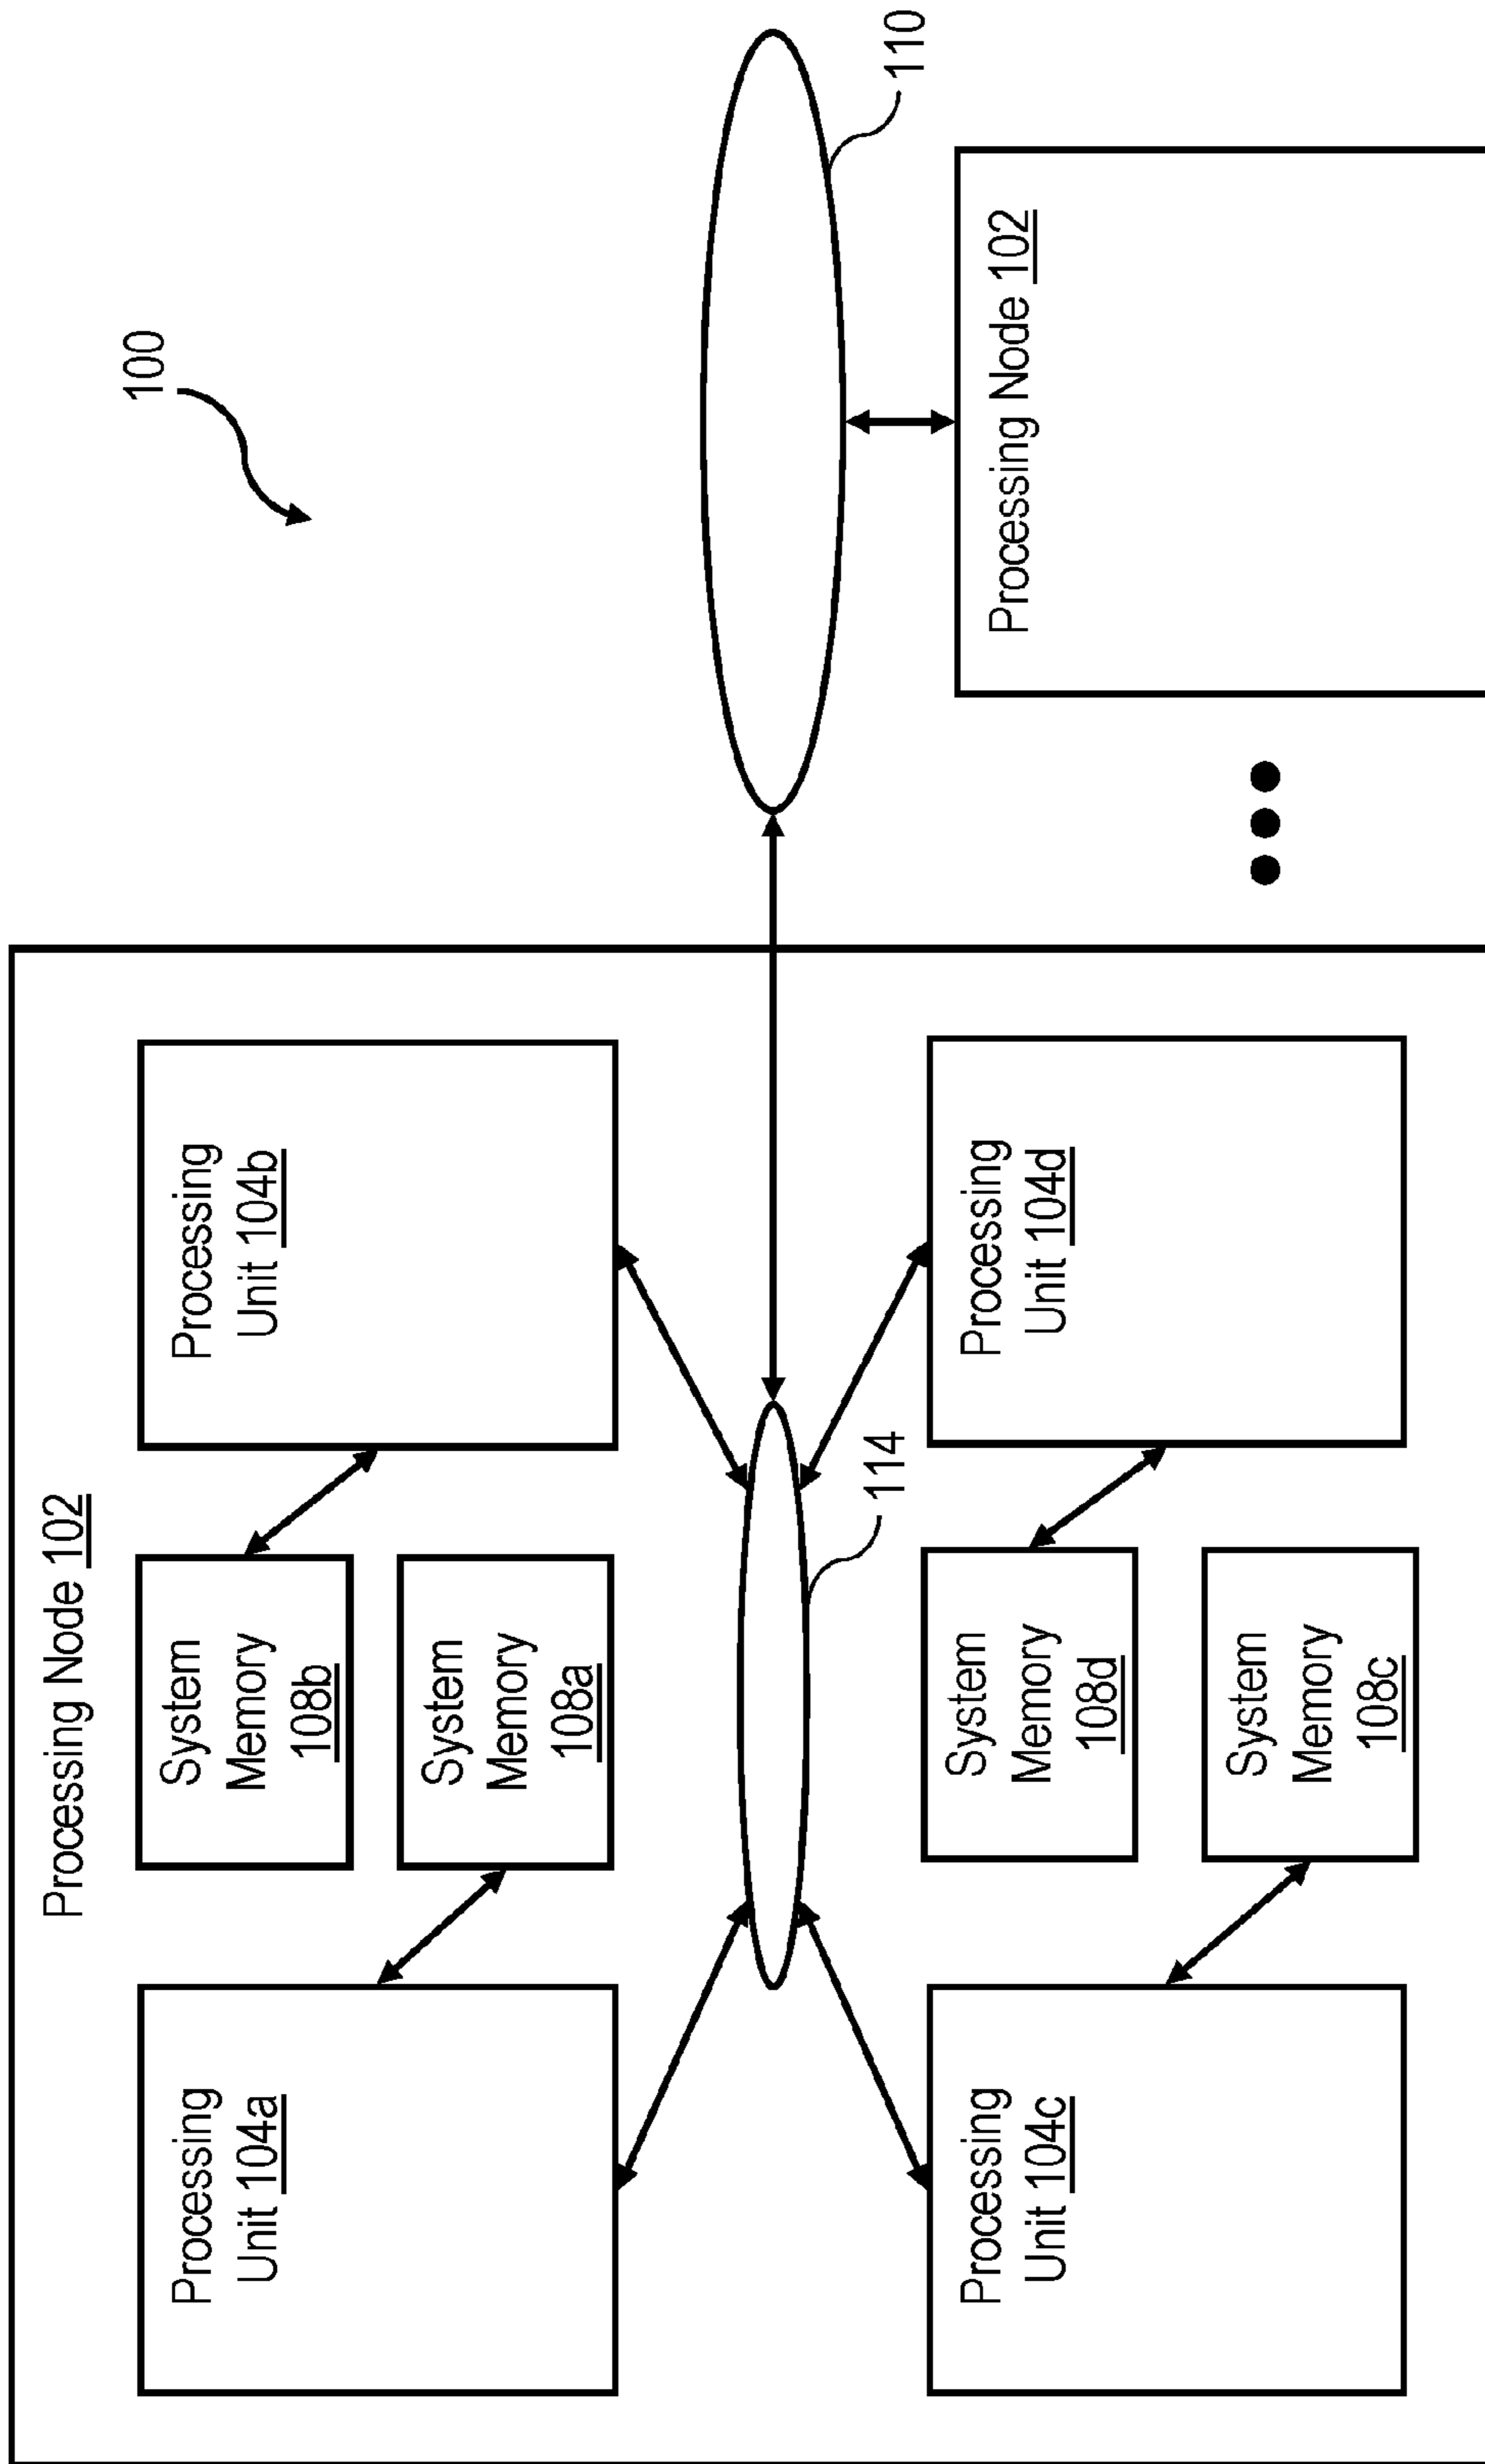 100
Processing Node 102
Processing
Unit 104a
System
Memory
108b
System
Memory
108a
Processing
Unit 104b
114
110
Processing
Unit 104c
System
Memory
108d
System
Memory
108c
Processing
Unit 104d
Processing Node 102